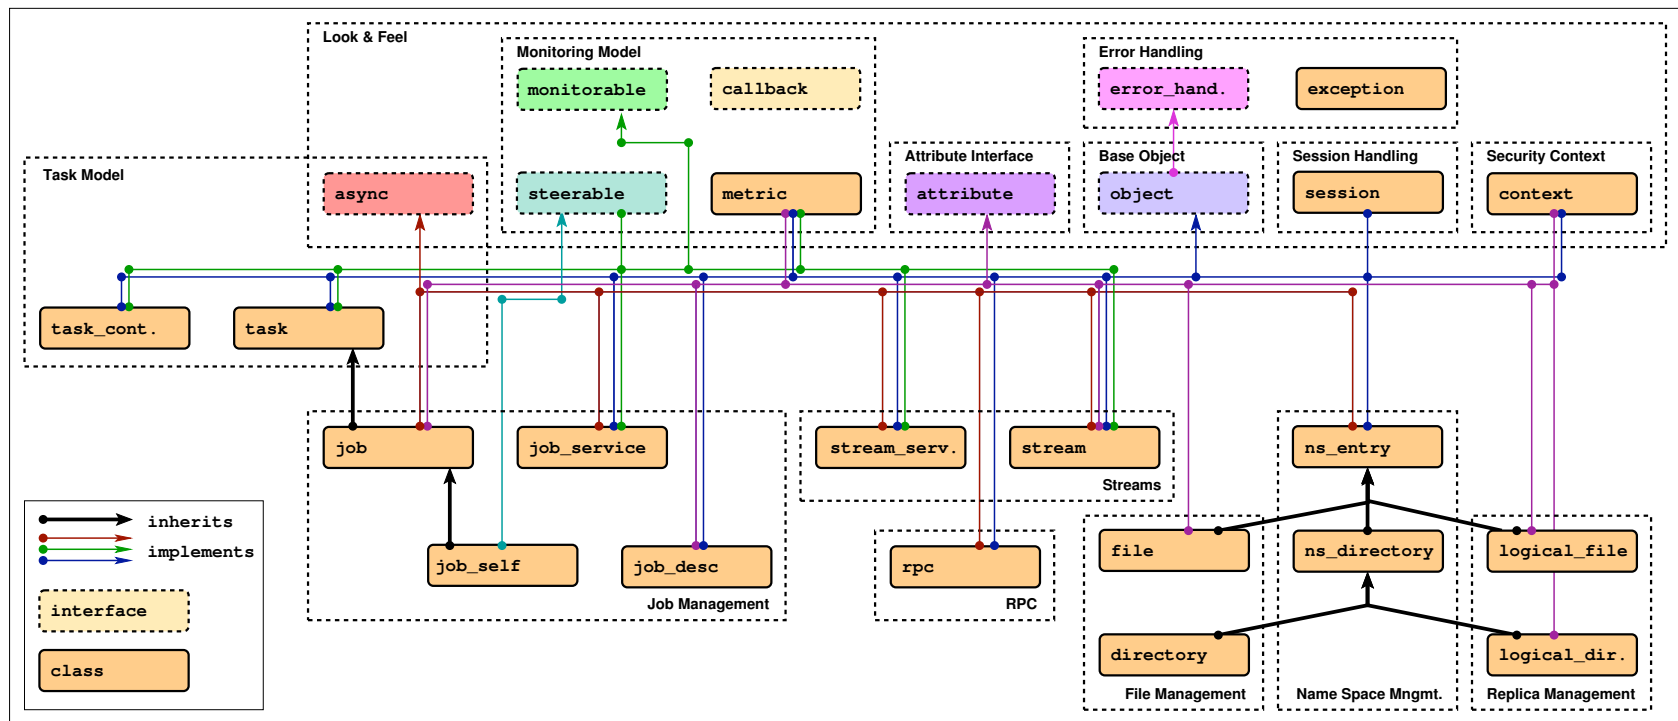 Look & Feel
Monitoring Model
Error Handling
monitorable
callback
error_hand.
exception
Task Model
Attribute Interface
Base Object
Session Handling
Security Context
async
steerable
metric
attribute
object
session
context
task_cont.
task
job
job_service
stream_serv.
stream
ns_entry
Streams
inherits
implements
job_self
job_desc
rpc
file
ns_directory
logical_file
interface
Job Management
RPC
class
directory
logical_dir.
File Management
Name Space Mngmt.
Replica Management